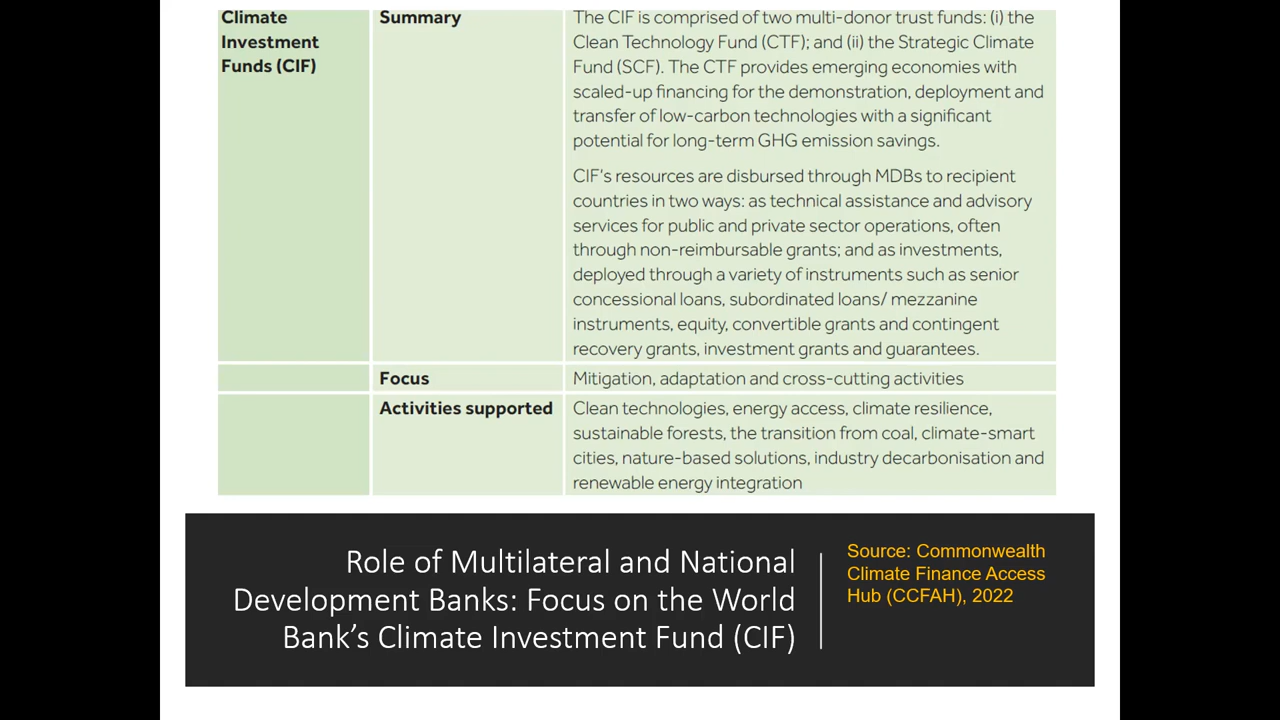 Climate
Investment
Funds (CIF)
Summary
The CIF is comprised of two multi-donor trust funds: (i) the
Clean Technology Fund (CTF); and (ii) the Strategic Climate
Fund (SCF). The CTF provides emerging economies with
scaled-up financing for the demonstration, deployment and
transfer of low-carbon technologies with a significant
potential for long-term GHG emission savings.
CIF's resources are disbursed through MDBs to recipient
countries in two ways: as technical assistance and advisory
services for public and private sector operations, often
through non-reimbursable grants; and as investments,
deployed through a variety of instruments such as senior
concessional loans, subordinated loans/ mezzanine
instruments, equity, convertible grants and contingent
recovery grants, investment grants and guarantees.
Focus
Mitigation, adaptation and cross-cutting activities
Activities supported
Clean technologies, energy access, climate resilience,
sustainable forests, the transition from coal, climate-smart
cities, nature-based solutions, industry decarbonisation and
renewable energy integration
Role of Multilateral and National
Development Banks: Focus on the World
Bank's Climate Investment Fund (CIF)
Source: Commonwealth
Climate Finance Access
Hub (CCFAH), 2022